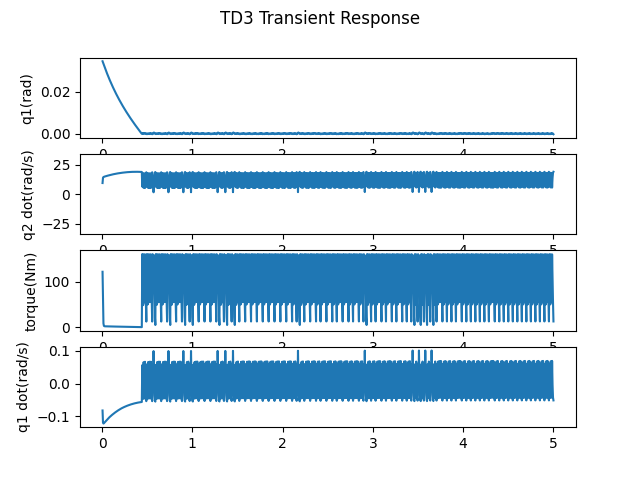 TD3 Transient Response
q1(rad)
0.02
0.00
0 1 2 3 4 5
q2 dot(rad/s)
25
0
−25
0 1 2 3 4 5
torque(Nm)
100
0
0 1 2 3 4 5
q1 dot(rad/s)
0.1
0.0
−0.1
0 1 2 3 4 5